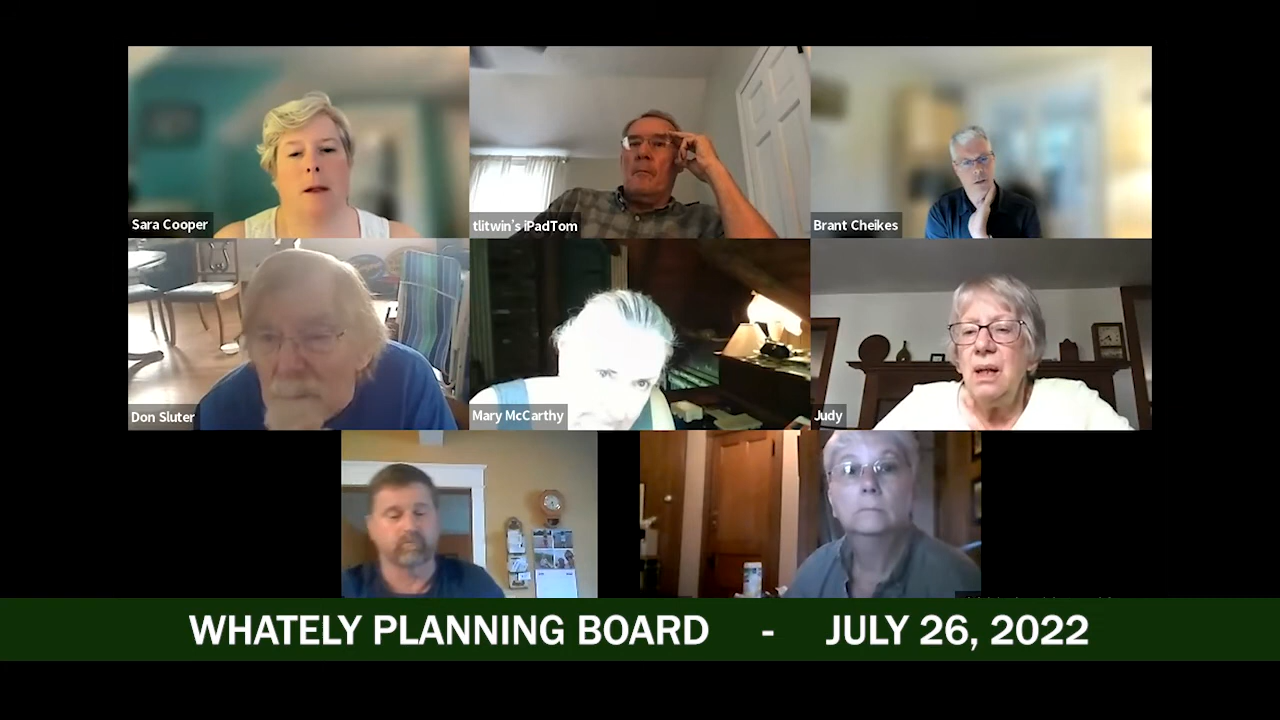 Sara Cooper
tlitwin's iPadTom
Brant Cheikes
Don Sluter
Mary McCarthy
Judy
WHATELY PLANNING BOARD - JULY 26, 2022